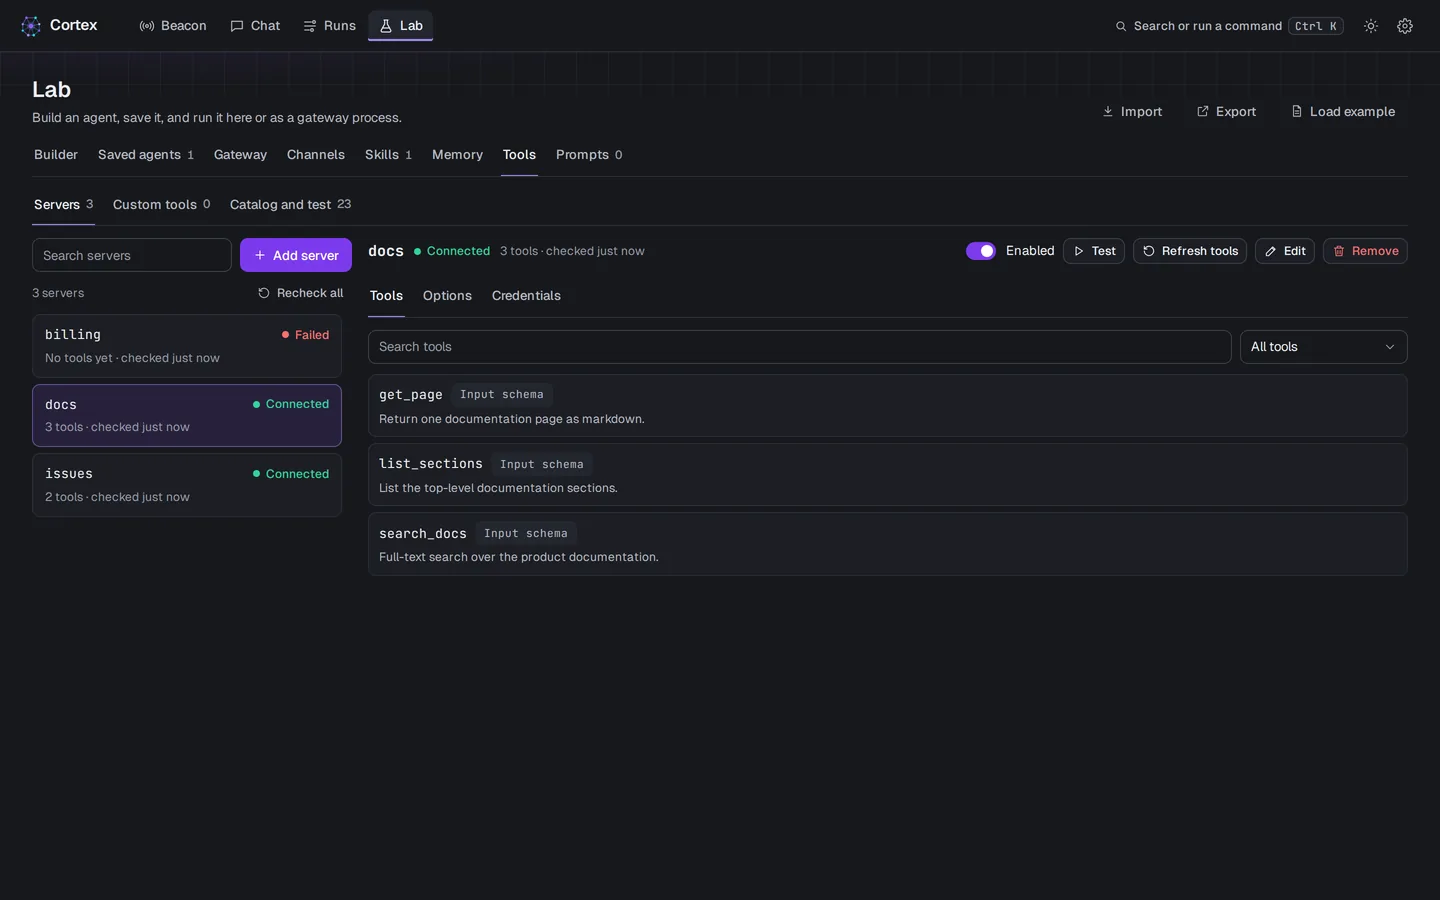 Cortex
Beacon
Chat
Runs
Lab
Search or run a command Ctrl K
Lab
Build an agent, save it, and run it here or as a gateway process.
Import
Export
Load example
Builder
Saved agents 1
Gateway
Channels
Skills 1
Memory
Tools
Prompts 0
Servers 3
Custom tools 0
Catalog and test 23
Search servers
Add server
3 servers
Recheck all
billing
Failed
No tools yet · checked just now
docs
Connected
3 tools · checked just now
issues
Connected
2 tools · checked just now
docs
Connected
3 tools · checked just now
Enabled
Test
Refresh tools
Edit
Remove
Tools
Options
Credentials
Search tools
All tools
get_page
Input schema
Return one documentation page as markdown.
list_sections
Input schema
List the top-level documentation sections.
search_docs
Input schema
Full-text search over the product documentation.